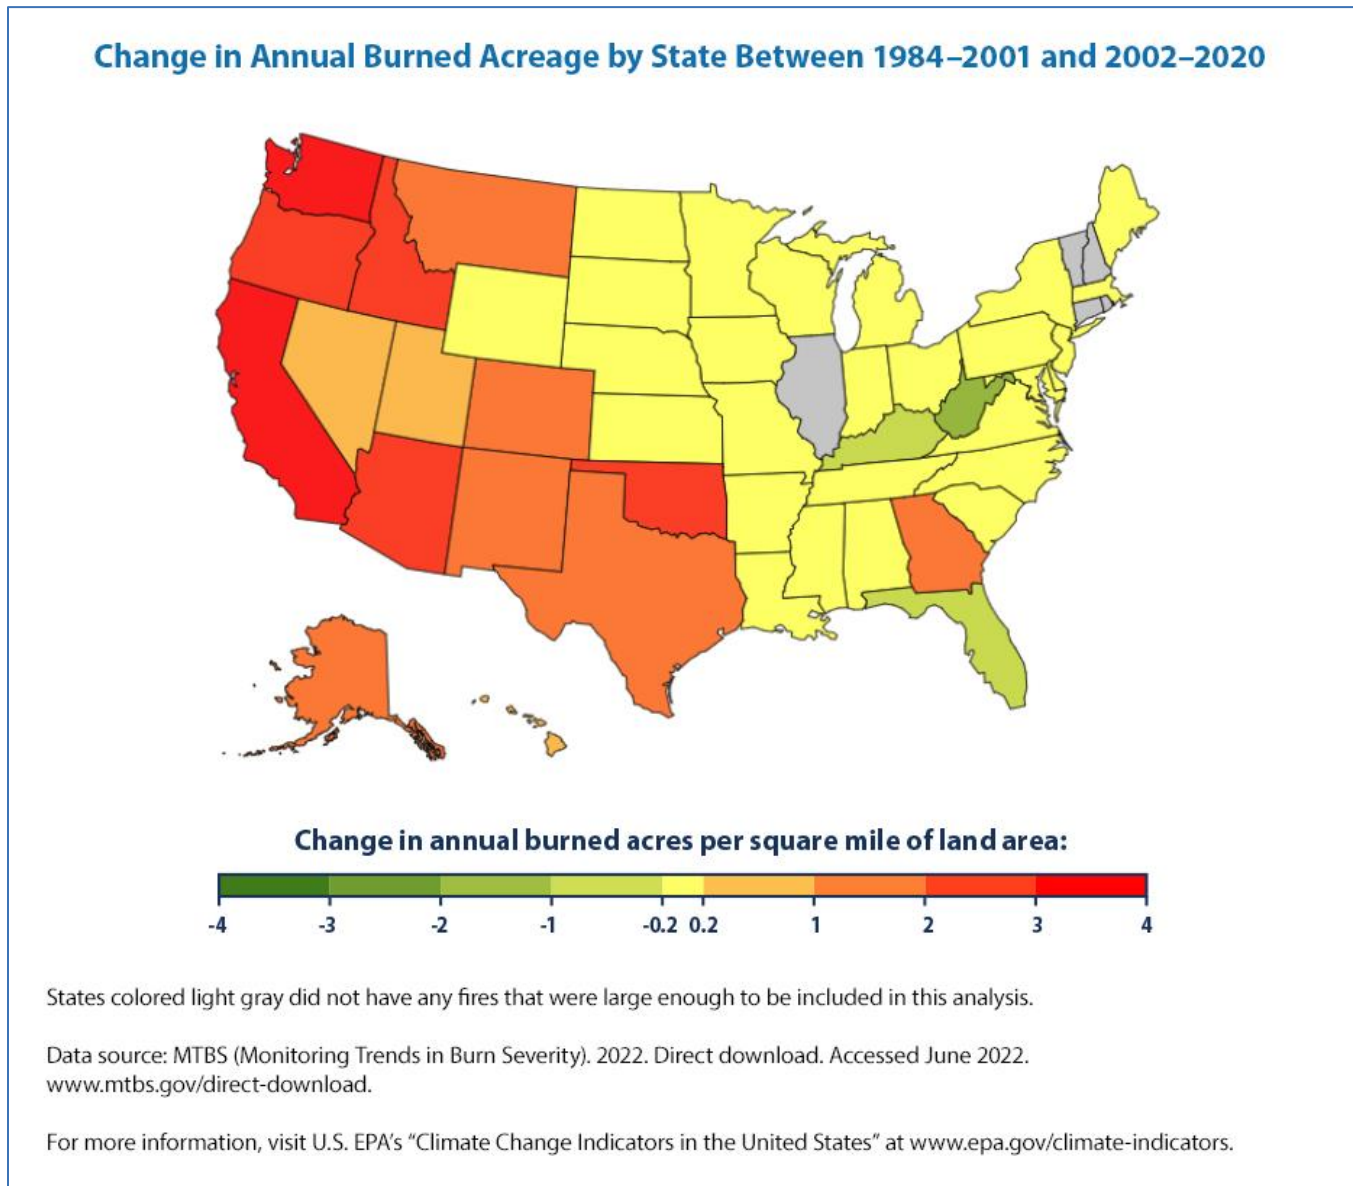 Change in Annual Burned Acreage by State Between 1984–2001 and 2002–2020
Change in annual burned acres per square mile of land area:
-4 -3 -2 -1 -0.2 0.2 1 2 3 4
States colored light gray did not have any fires that were large enough to be included in this analysis.
Data source: MTBS (Monitoring Trends in Burn Severity). 2022. Direct download. Accessed June 2022.
www.mtbs.gov/direct-download.
For more information, visit U.S. EPA’s “Climate Change Indicators in the United States” at www.epa.gov/climate-indicators.